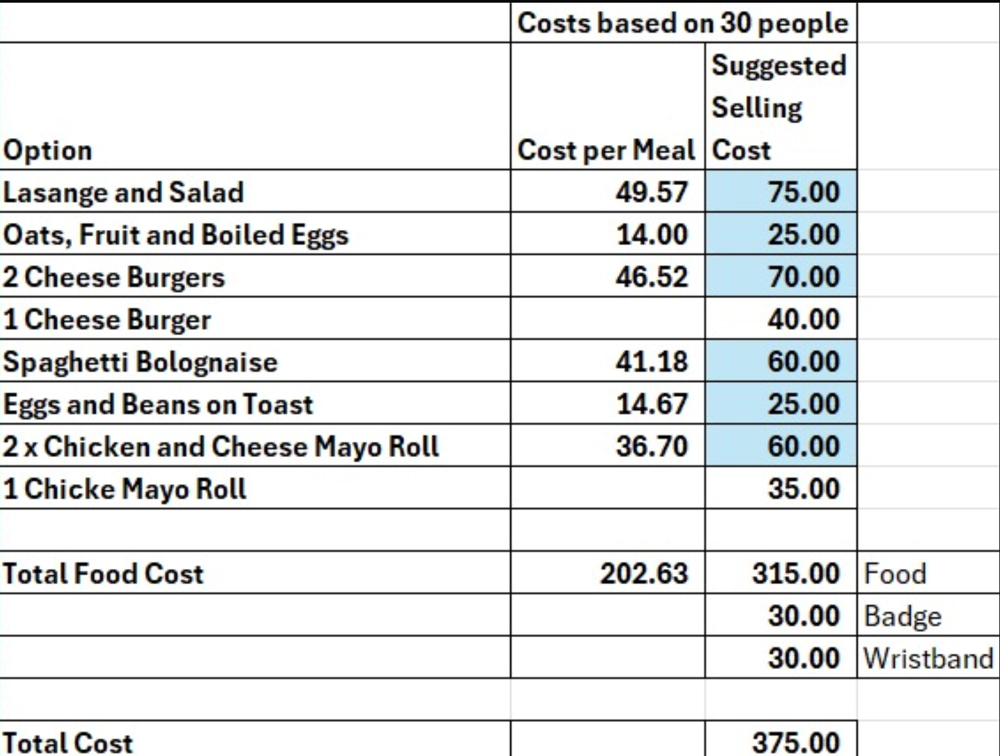 Costs based on 30 people
Option Cost per Meal Suggested Selling Cost
Lasange and Salad 49.57 75.00
Oats, Fruit and Boiled Eggs 14.00 25.00
2 Cheese Burgers 46.52 70.00
1 Cheese Burger 40.00
Spaghetti Bolognaise 41.18 60.00
Eggs and Beans on Toast 14.67 25.00
2 x Chicken and Cheese Mayo Roll 36.70 60.00
1 Chicke Mayo Roll 35.00
Total Food Cost 202.63 315.00 Food
30.00 Badge
30.00 Wristband
Total Cost 375.00